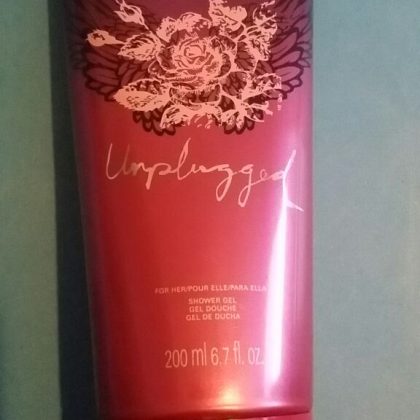 Unplugged
FOR HER/POUR ELLE/PARA ELLA
SHOWER GEL
GEL DOUCHE
GEL DE DUCHA
200 ml 6.7 fl. oz.